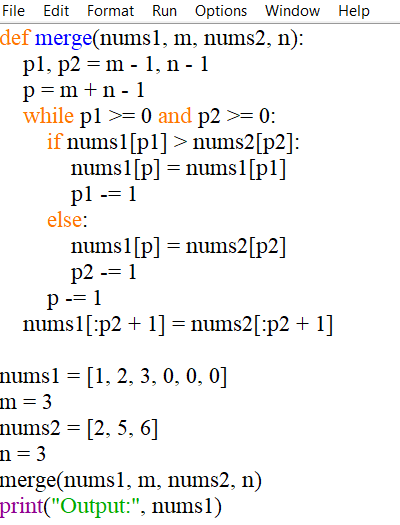 File Edit Format Run Options Window Help
def merge(nums1, m, nums2, n):
    p1, p2 = m - 1, n - 1
    p = m + n - 1
    while p1 >= 0 and p2 >= 0:
        if nums1[p1] > nums2[p2]:
            nums1[p] = nums1[p1]
            p1 -= 1
        else:
            nums1[p] = nums2[p2]
            p2 -= 1
        p -= 1
    nums1[:p2 + 1] = nums2[:p2 + 1]

nums1 = [1, 2, 3, 0, 0, 0]
m = 3
nums2 = [2, 5, 6]
n = 3
merge(nums1, m, nums2, n)
print("Output:", nums1)